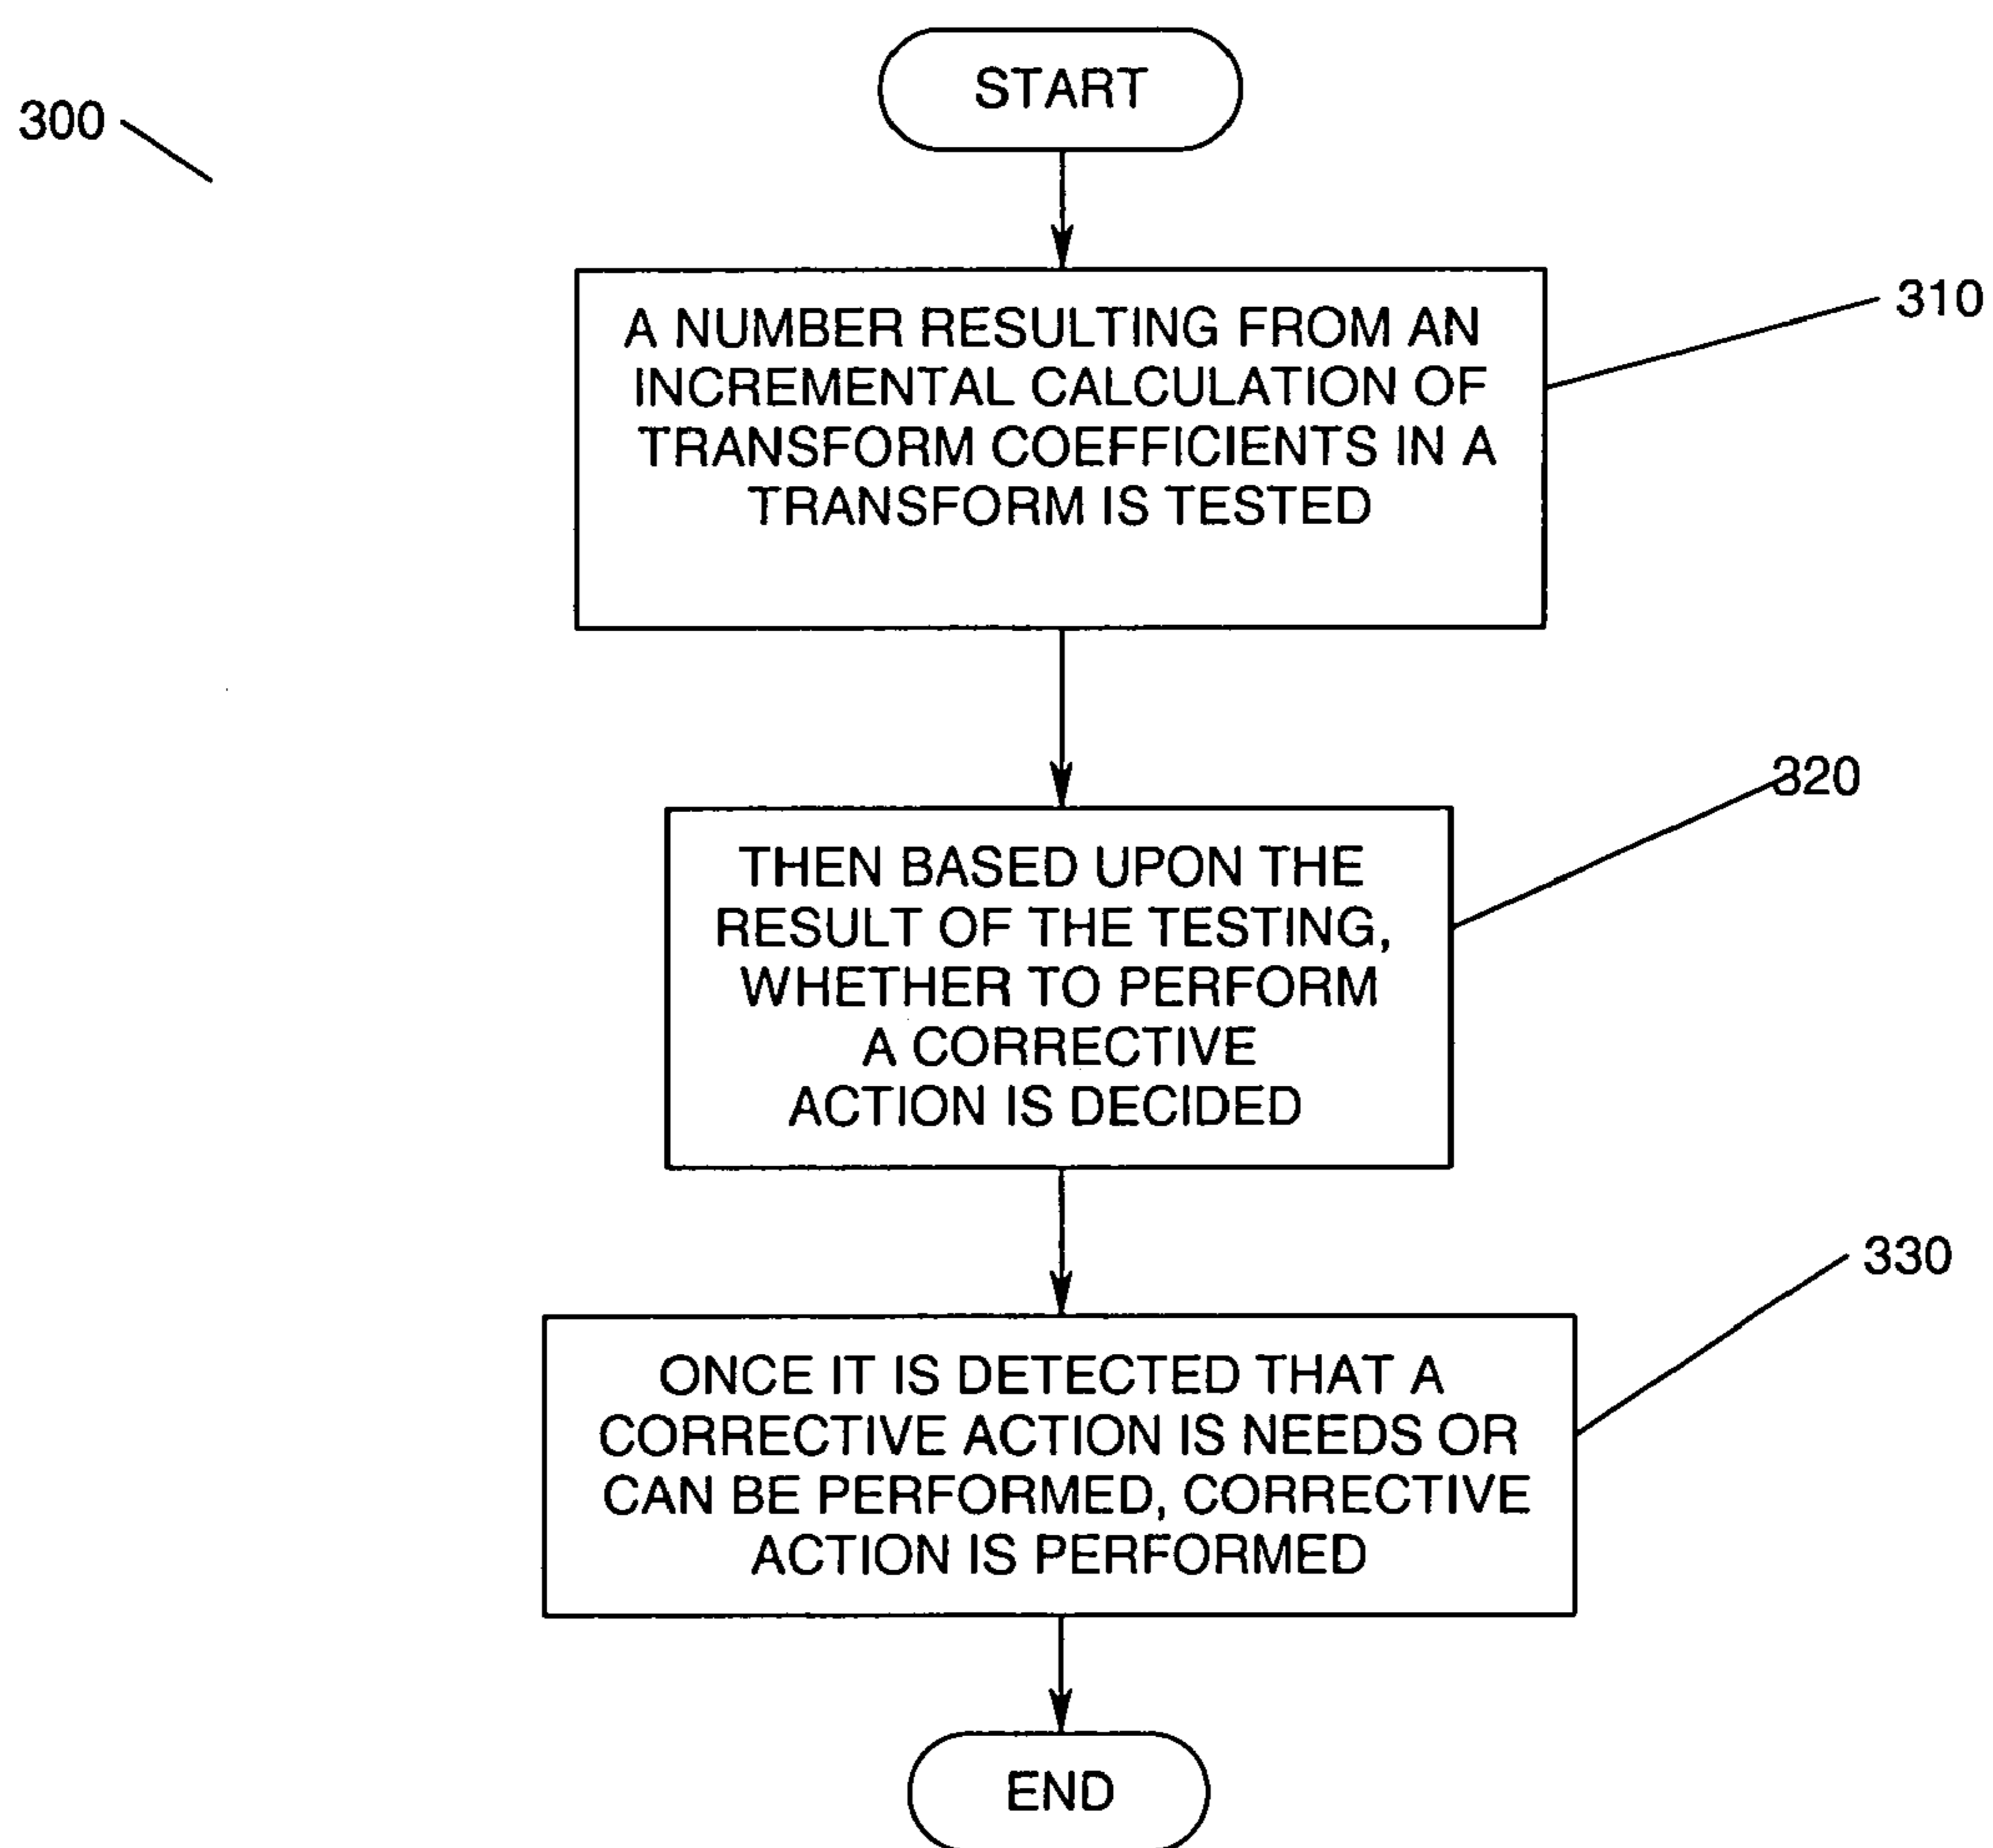 START
300
A NUMBER RESULTING FROM AN
INCREMENTAL CALCULATION OF
TRANSFORM COEFFICIENTS IN A
TRANSFORM IS TESTED
310
320
THEN BASED UPON THE
RESULT OF THE TESTING,
WHETHER TO PERFORM
A CORRECTIVE
ACTION IS DECIDED
330
ONCE IT IS DETECTED THAT A
CORRECTIVE ACTION IS NEEDS OR
CAN BE PERFORMED, CORRECTIVE
ACTION IS PERFORMED
END